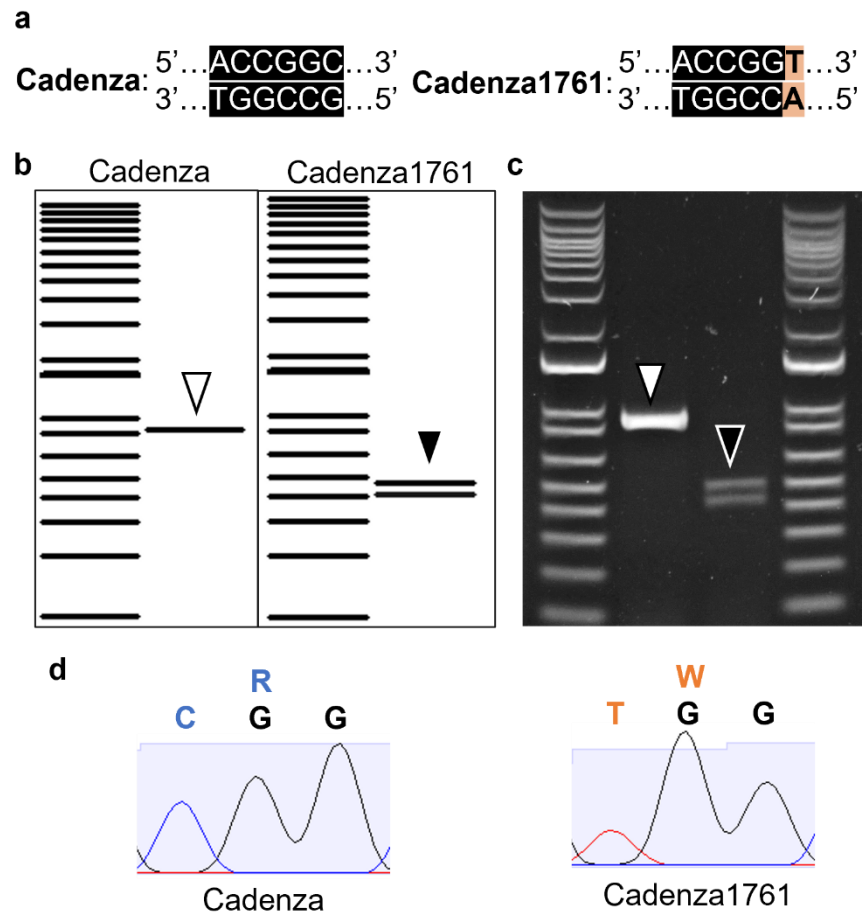 a
Cadenza: 5’…ACCGGC…3’
3’…TGGCCG…5’
Cadenza1761: 5’…ACCGGT…3’
3’…TGGCCA…5’
b
Cadenza Cadenza1761
c
d
R
C G G
Cadenza
W
T G G
Cadenza1761